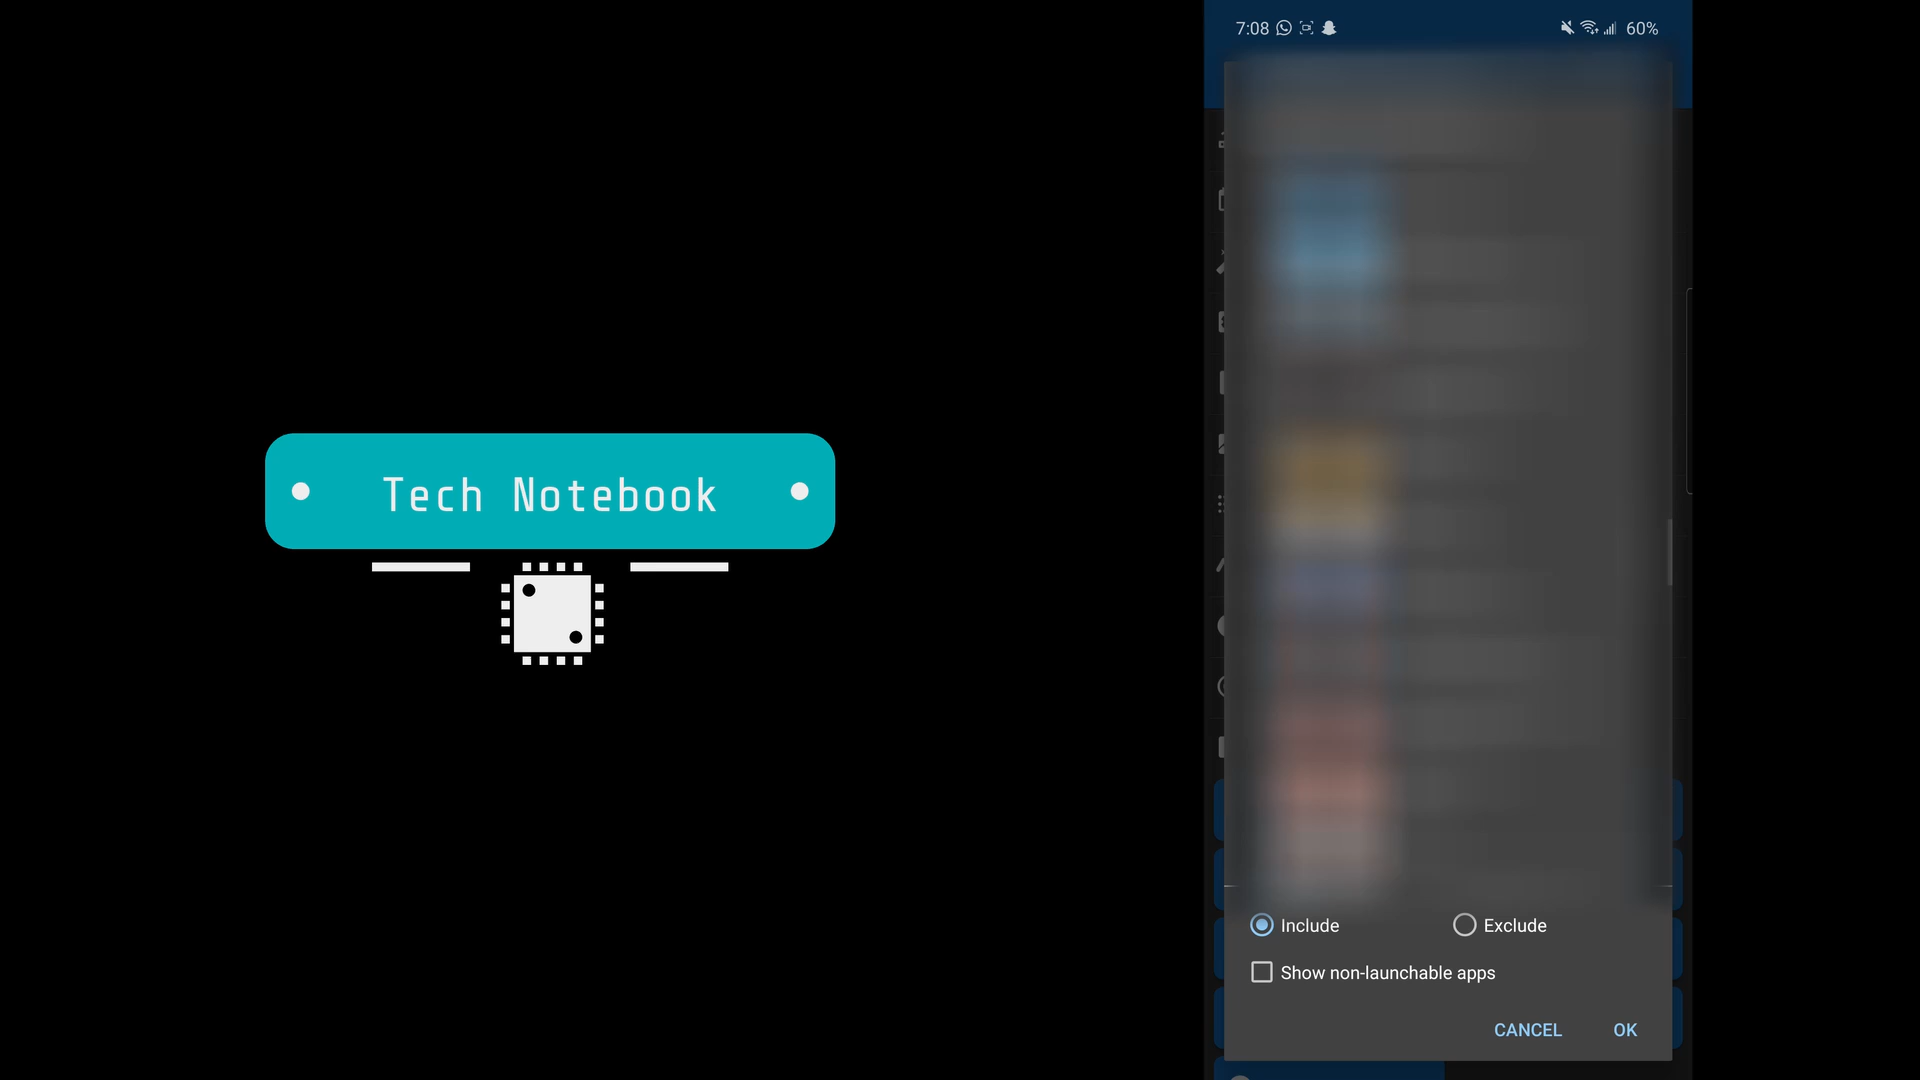 Tech Notebook
7:08
60%
Include
Exclude
Show non-launchable apps
CANCEL
OK